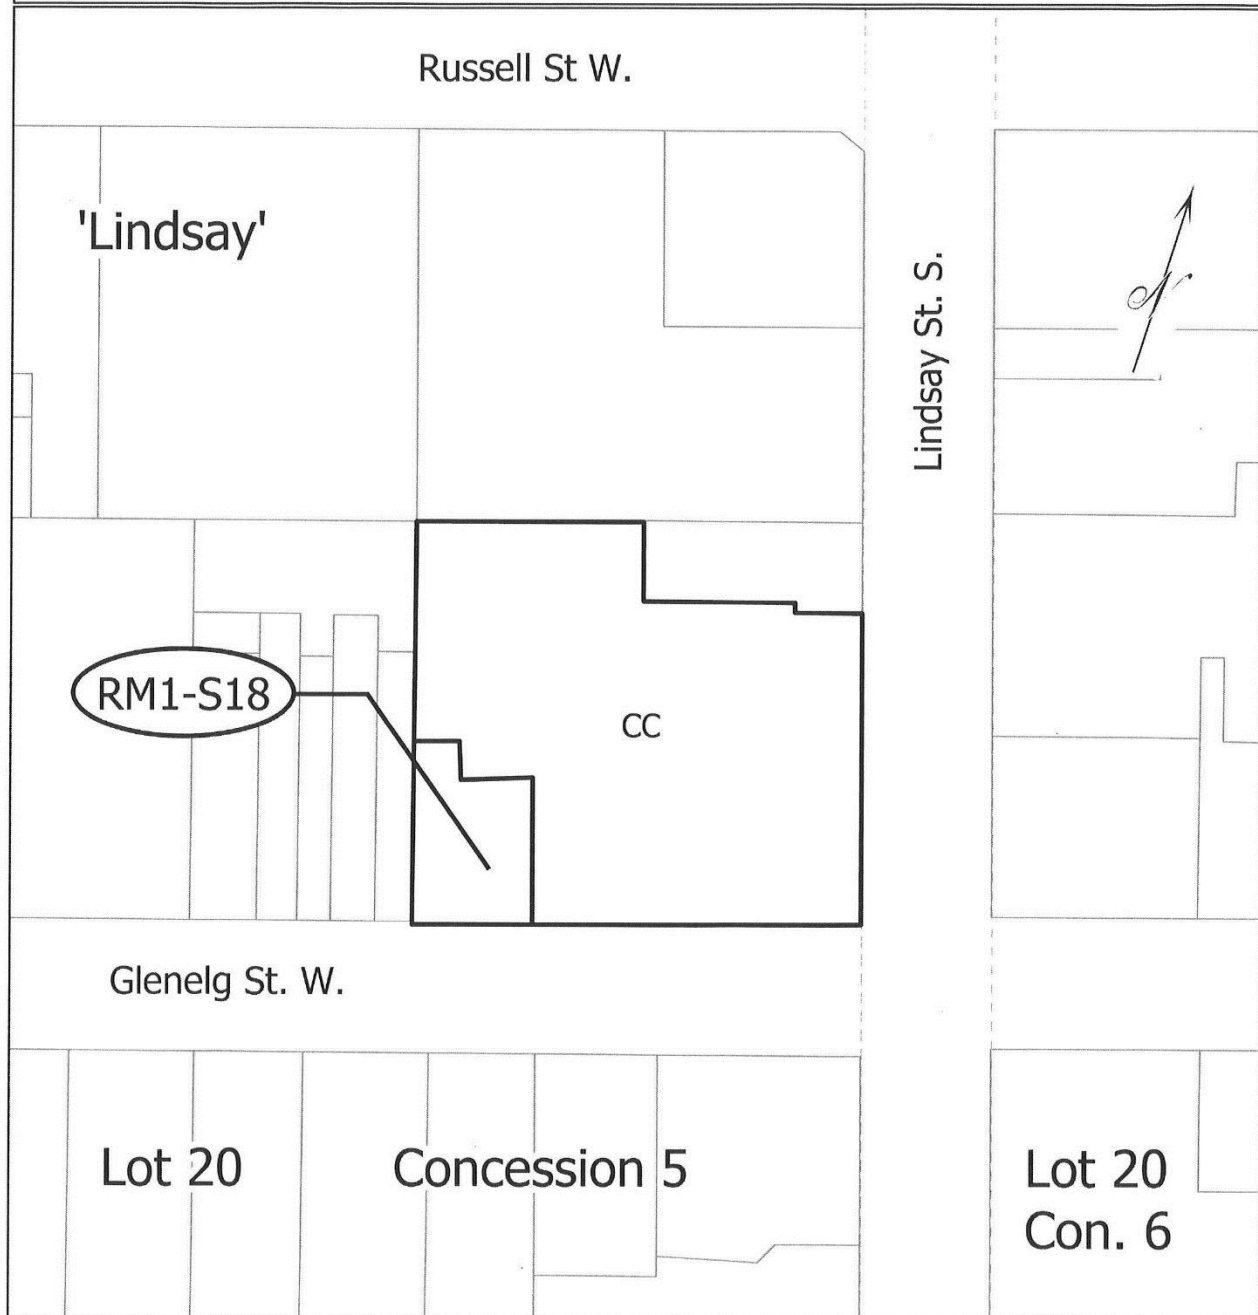 Russell St W.
'Lindsay'
Lindsay St. S.
N
RM1-S18
CC
Glenelg St. W.
Lot 20
Concession 5
Lot 20
Con. 6